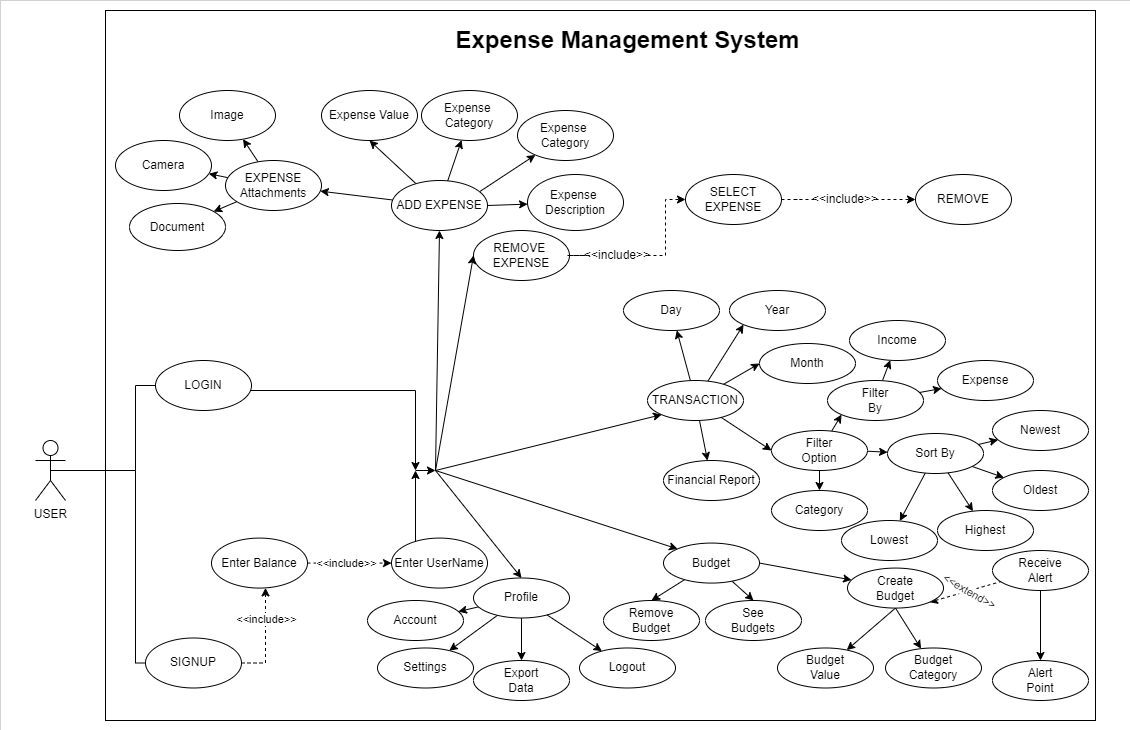 Expense Management System
Image
Expense Value
Expense
Category
Expense
Category
Camera
EXPENSE
Attachments
Document
ADD EXPENSE
Expense
Description
SELECT
EXPENSE
<<include>>
REMOVE
REMOVE
EXPENSE
<<include>>
Day
Year
Month
Income
Expense
Filter
By
TRANSACTION
LOGIN
Newest
Filter
Option
Sort By
Financial Report
Oldest
Category
Highest
Lowest
USER
Enter Balance
<<include>>
Enter UserName
Budget
Create
Budget
<<extend>>
Receive
Alert
Profile
Account
Remove
Budget
See
Budgets
<<include>>
SIGNUP
Settings
Export
Data
Logout
Budget
Value
Budget
Category
Alert
Point